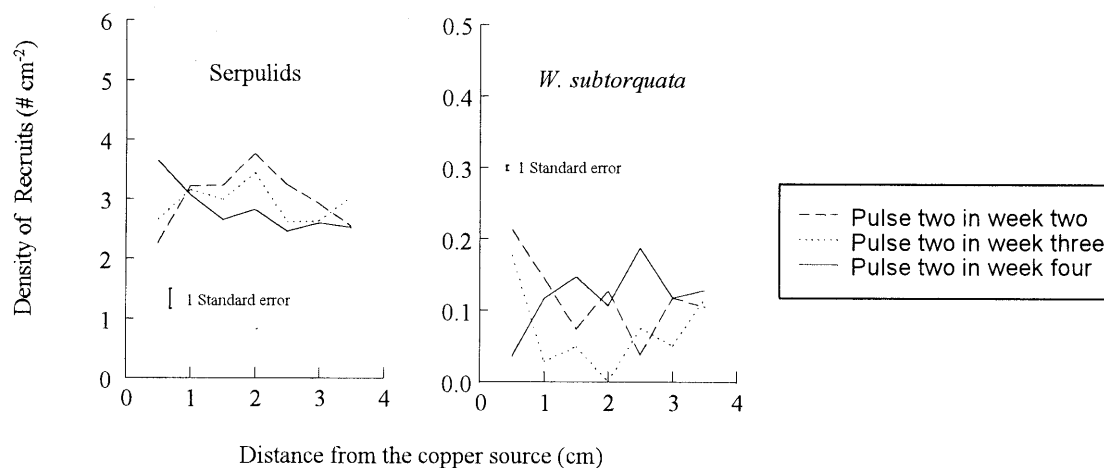 Density of Recruits (# cm-2)
6
5
4
3
2
1
0
Serpulids
1 Standard error
0 1 2 3 4
0.5
0.4
0.3
0.2
0.1
0.0
W. subtorquata
1 Standard error
0 1 2 3 4
Distance from the copper source (cm)
Pulse two in week two
Pulse two in week three
Pulse two in week four